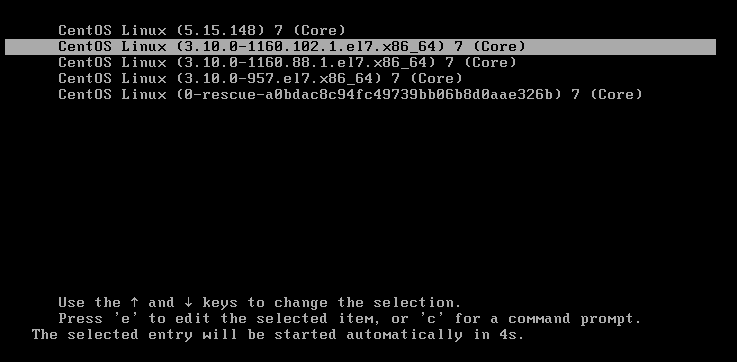 CentOS Linux (5.15.148) 7 (Core)
CentOS Linux (3.10.0-1160.102.1.el7.x86_64) 7 (Core)
CentOS Linux (3.10.0-1160.88.1.el7.x86_64) 7 (Core)
CentOS Linux (3.10.0-957.el7.x86_64) 7 (Core)
CentOS Linux (0-rescue-a0bdac8c94fc49739bb06b8d0aae326b) 7 (Core)
Use the ↑ and ↓ keys to change the selection.
Press 'e' to edit the selected item, or 'c' for a command prompt.
The selected entry will be started automatically in 4s.